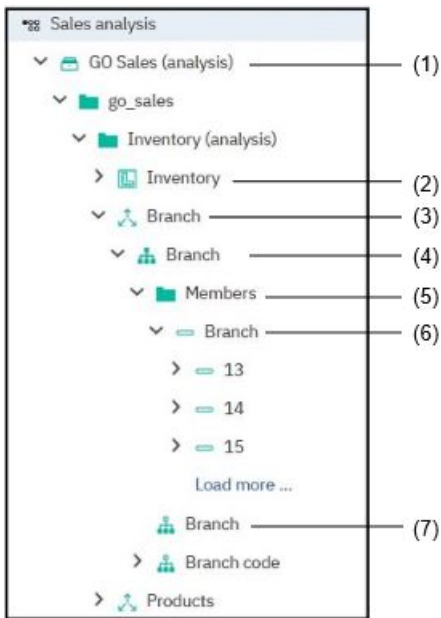 Sales analysis
GO Sales (analysis) (1)
go_sales
Inventory (analysis)
Inventory (2)
Branch (3)
Branch (4)
Members (5)
Branch (6)
13
14
15
Load more ...
Branch (7)
Branch code
Products